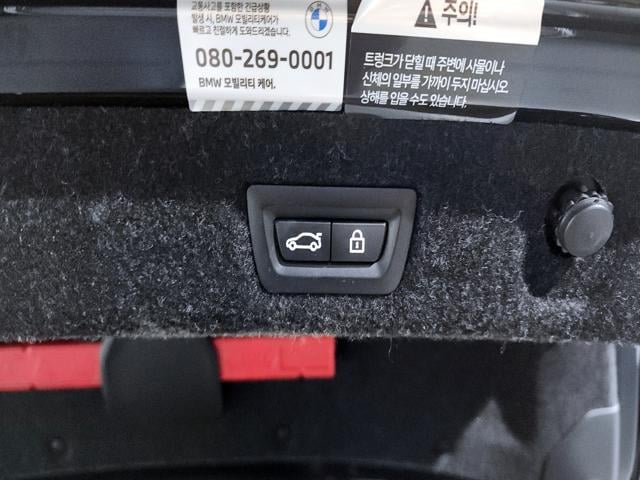 교통사고를 포함한 긴급상황
발생 시, BMW 모빌리티케어가
빠르고 친절하게 도와드리겠습니다.
080-269-0001
BMW 모빌리티 케어.
BMW
주의!
트렁크가 닫힐 때 주변에 사물이나
신체의 일부를 가까이 두지 마십시오.
상해를 입을 수도 있습니다.